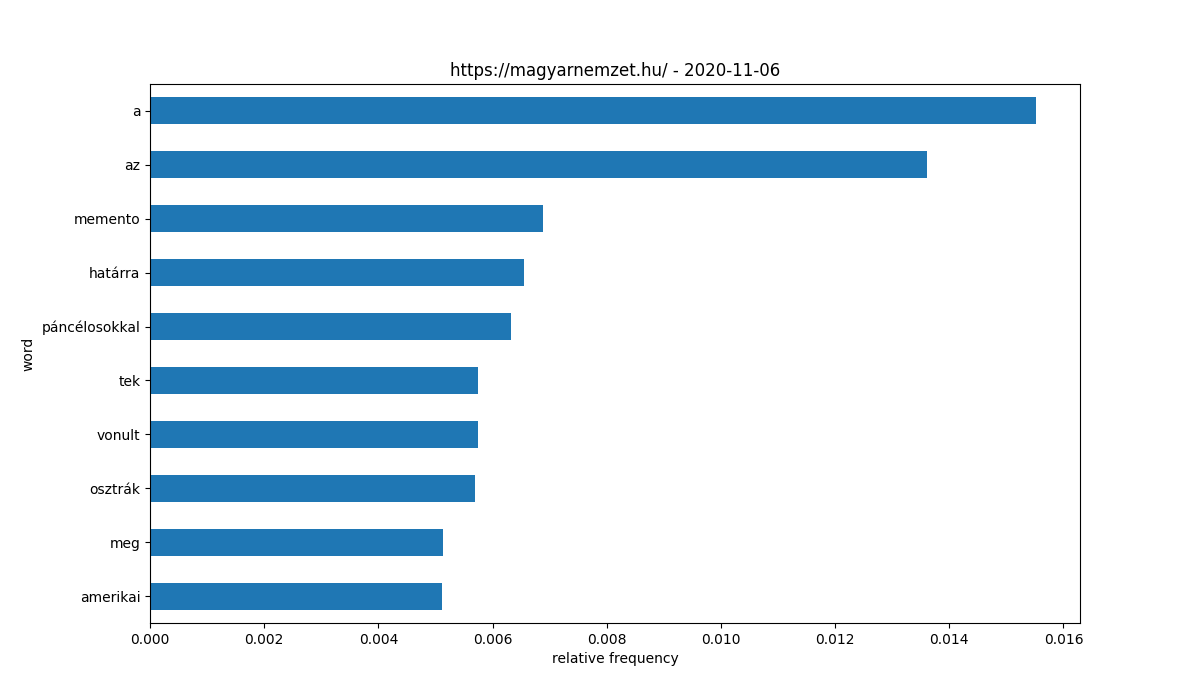 https://magyarnemzet.hu/ - 2020-11-06
a
az
memento
határra
páncélosokkal
tek
vonult
osztrák
meg
amerikai
word
0.000 0.002 0.004 0.006 0.008 0.010 0.012 0.014 0.016
relative frequency